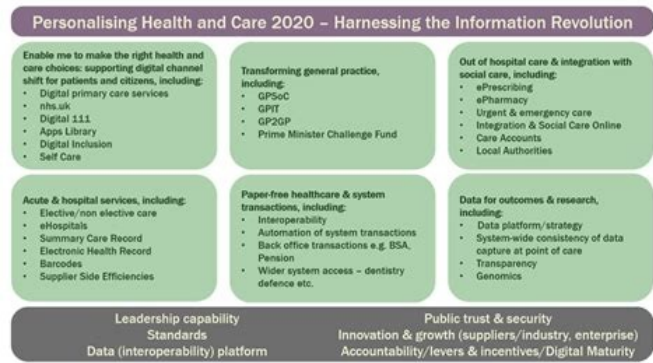 Personalising Health and Care 2020 – Harnessing the Information Revolution
Enable me to make the right health and
care choices: supporting digital channel
shift for patients and citizens, including:
• Digital primary care services
• nhs.uk
• Digital 111
• Apps Library
• Digital Inclusion
• Self Care
Transforming general practice,
including:
• GPSoC
• GPIT
• GP2GP
• Prime Minister Challenge Fund
Out of hospital care & integration with
social care, including:
• ePrescribing
• ePharmacy
• Urgent & emergency care
• Integration & Social Care Online
• Care Accounts
• Local Authorities
Acute & hospital services, including:
• Elective/non elective care
• eHospitals
• Summary Care Record
• Electronic Health Record
• Barcodes
• Supplier Side Efficiencies
Paper-free healthcare & system
transactions, including:
• Interoperability
• Automation of system transactions
• Back office transactions e.g. BSA,
Pension
• Wider system access – dentistry
defence etc.
Data for outcomes & research,
including:
• Data platform/strategy
• System-wide consistency of data
capture at point of care
• Transparency
• Genomics
Leadership capability
Standards
Data (interoperability) platform
Public trust & security
Innovation & growth (suppliers/industry, enterprise)
Accountability/levers & incentives/Digital Maturity